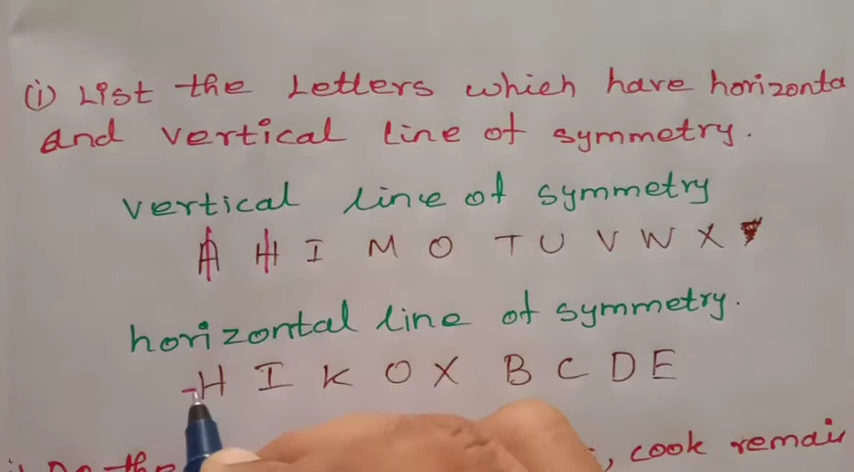 (i) List the Letters which have horizonta
and vertical line of symmetry.
vertical line of symmetry
A H I M O T U V W X
horizontal line of symmetry.
H I K O X B C D E
, cook remain